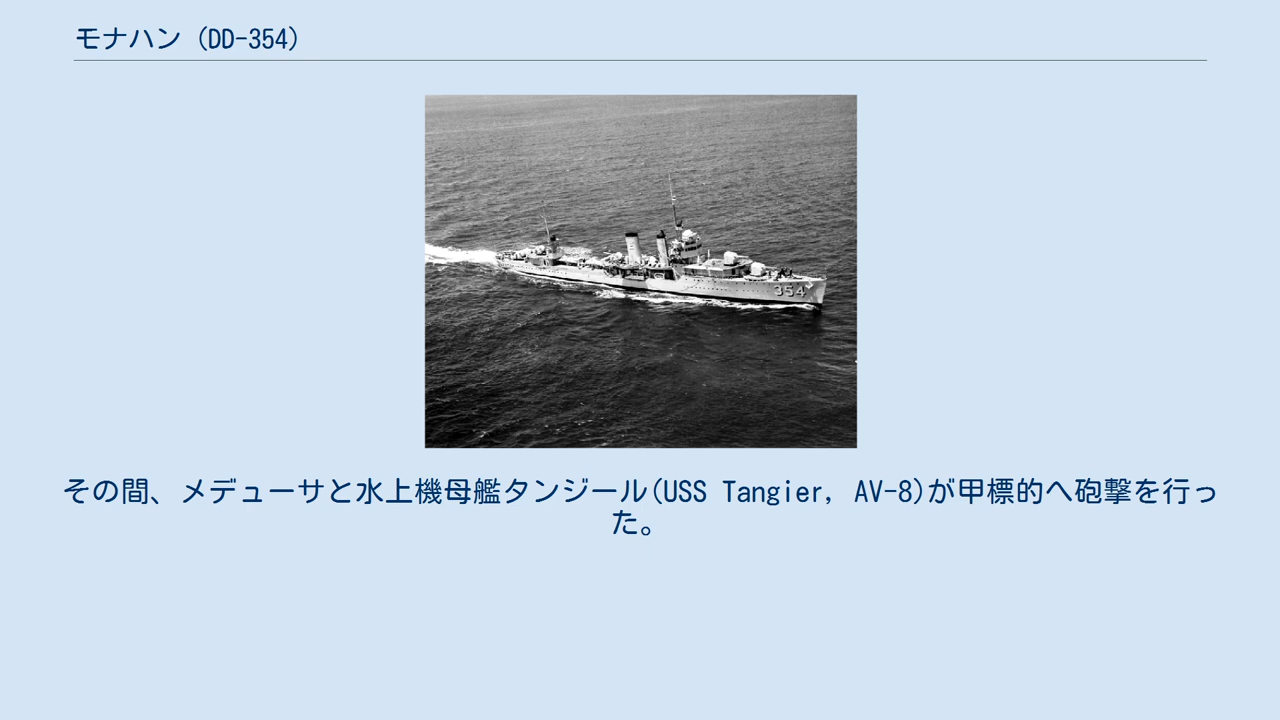 モナハン (DD-354)
354
その間、メデューサと水上機母艦タンジール(USS Tangier, AV-8)が甲標的へ砲撃を行っ
た。